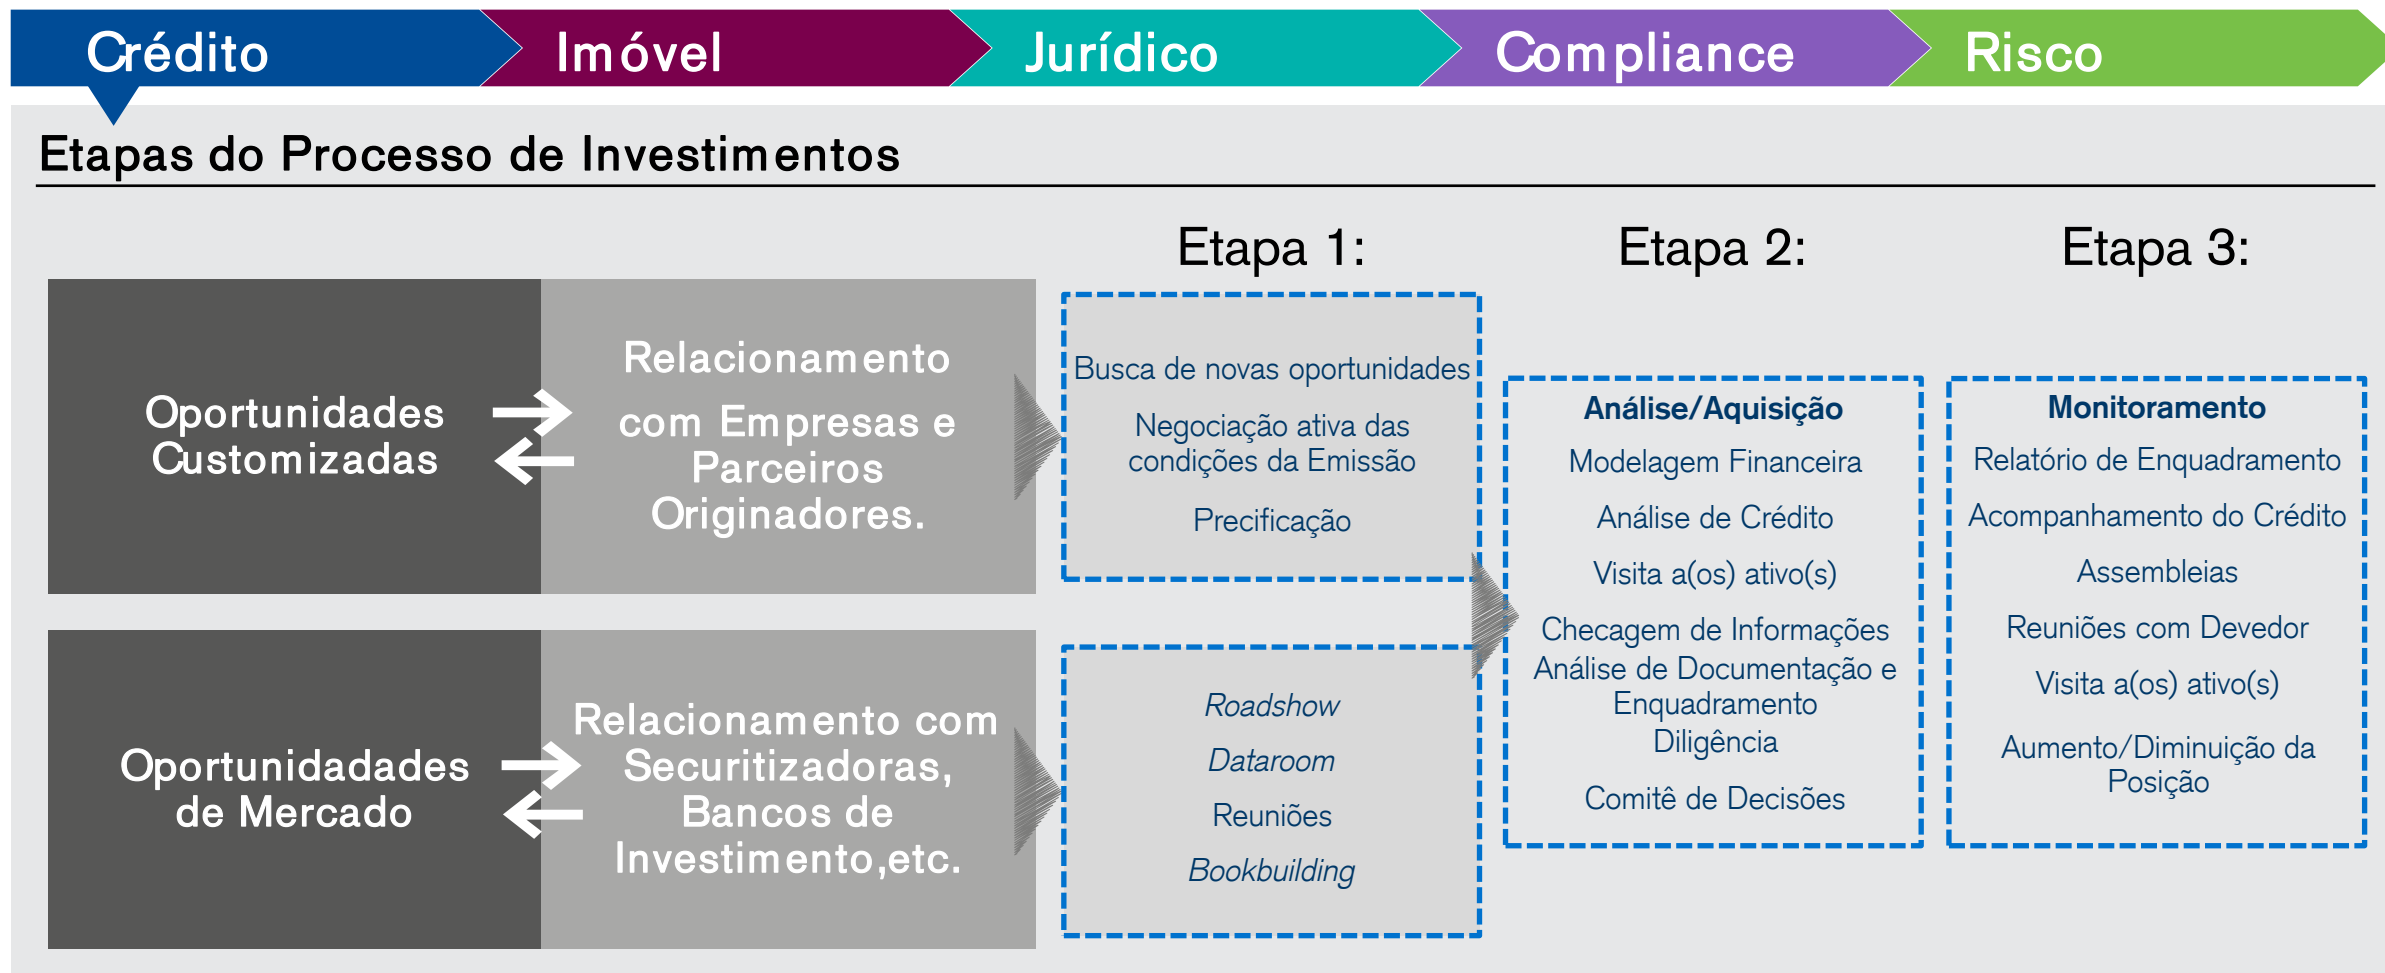 Crédito
Imóvel
Jurídico
Compliance
Risco
Etapas do Processo de Investimentos
Etapa 1:
Etapa 2:
Etapa 3:
Oportunidades
Customizadas
Relacionamento
com Empresas e
Parceiros
Originadores.
Busca de novas oportunidades
Negociação ativa das
condições da Emissão
Precificação
Oportunidadades
de Mercado
Relacionamento com
Securitizadoras,
Bancos de
Investimento,etc.
Roadshow
Dataroom
Reuniões
Bookbuilding
Análise/Aquisição
Modelagem Financeira
Análise de Crédito
Visita a(os) ativo(s)
Checagem de Informações
Análise de Documentação e
Enquadramento
Diligência
Comitê de Decisões
Monitoramento
Relatório de Enquadramento
Acompanhamento do Crédito
Assembleias
Reuniões com Devedor
Visita a(os) ativo(s)
Aumento/Diminuição da
Posição